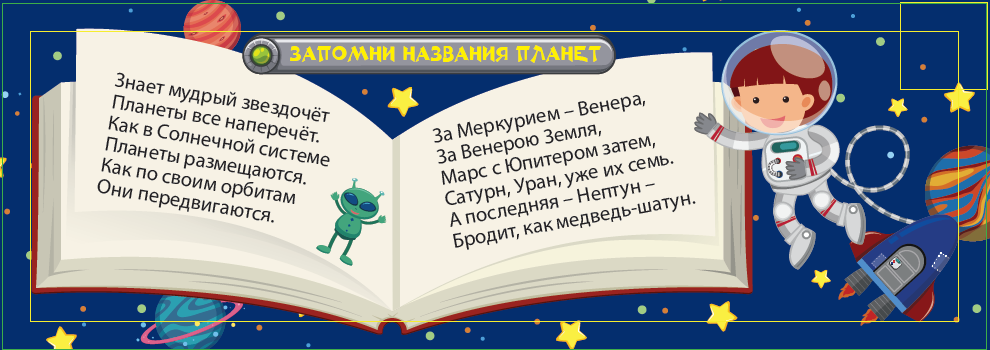 ЗАПОМНИ НАЗВАНИЯ ПЛАНЕТ
Знает мудрый звездочёт
Планеты все наперечёт.
Как в Солнечной системе
Планеты размещаются.
Как по своим орбитам
Они передвигаются.
За Меркурием – Венера,
За Венерою Земля,
Марс с Юпитером затем,
Сатурн, Уран, уже их семь.
А последняя – Нептун –
Бродит, как медведь-шатун.